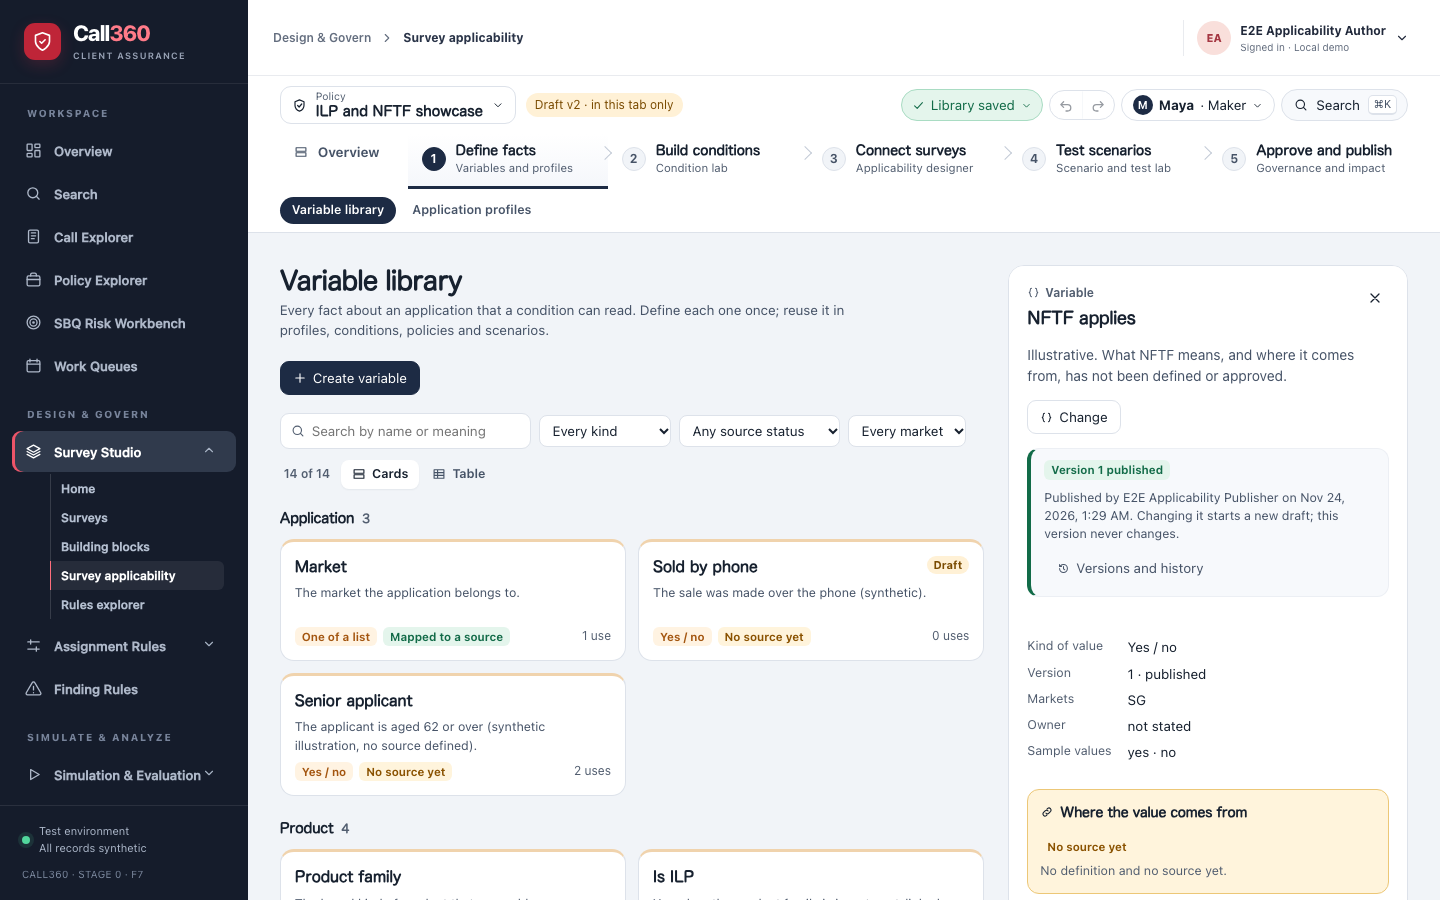 Call360
CLIENT ASSURANCE
WORKSPACE
Overview
Search
Call Explorer
Policy Explorer
SBQ Risk Workbench
Work Queues
DESIGN & GOVERN
Survey Studio
Home
Surveys
Building blocks
Survey applicability
Rules explorer
Assignment Rules
Finding Rules
SIMULATE & ANALYZE
Simulation & Evaluation
Test environment
All records synthetic
CALL360 · STAGE 0 · F7
Design & Govern > Survey applicability
EA
E2E Applicability Author
Signed in · Local demo
Policy
ILP and NFTF showcase
Draft v2 · in this tab only
Library saved
M Maya · Maker
Search ⌘K
Overview
1 Define facts
Variables and profiles
2 Build conditions
Condition lab
3 Connect surveys
Applicability designer
4 Test scenarios
Scenario and test lab
5 Approve and publish
Governance and impact
Variable library
Application profiles
Variable library
Every fact about an application that a condition can read. Define each one once; reuse it in
profiles, conditions, policies and scenarios.
+ Create variable
Search by name or meaning
Every kind
Any source status
Every market
14 of 14
Cards
Table
Application 3
Market
The market the application belongs to.
One of a list
Mapped to a source
1 use
Sold by phone
Draft
The sale was made over the phone (synthetic).
Yes / no
No source yet
0 uses
Senior applicant
The applicant is aged 62 or over (synthetic
illustration, no source defined).
Yes / no
No source yet
2 uses
Product 4
Product family
Is ILP
Variable
NFTF applies
Illustrative. What NFTF means, and where it comes
from, has not been defined or approved.
Change
Version 1 published
Published by E2E Applicability Publisher on Nov 24,
2026, 1:29 AM. Changing it starts a new draft; this
version never changes.
Versions and history
Kind of value Yes / no
Version 1 · published
Markets SG
Owner not stated
Sample values yes · no
Where the value comes from
No source yet
No definition and no source yet.